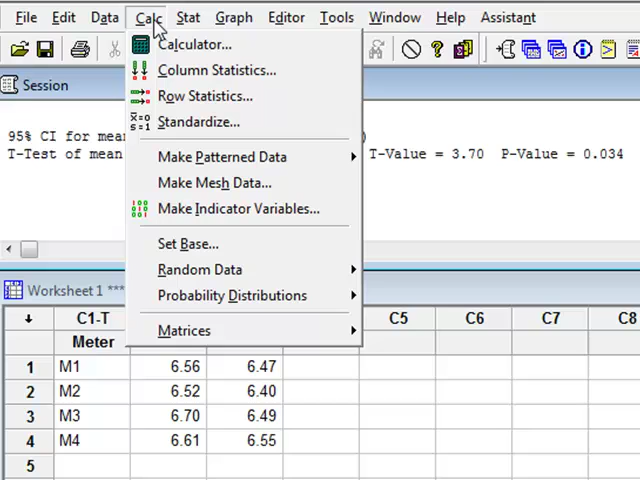 File Edit Data Calc Stat Graph Editor Tools Window Help Assistant
Calculator...
Session
Column Statistics...
Row Statistics...
Standardize...
95% CI for mea )
T-Test of mean T-Value = 3.70 P-Value = 0.034
Make Patterned Data
Make Mesh Data...
Make Indicator Variables...
Set Base...
Random Data
Probability Distributions
Matrices
Worksheet 1 ***
C1-T C5 C6 C7 C8
Meter
1 M1 6.56 6.47
2 M2 6.52 6.40
3 M3 6.70 6.49
4 M4 6.61 6.55
5